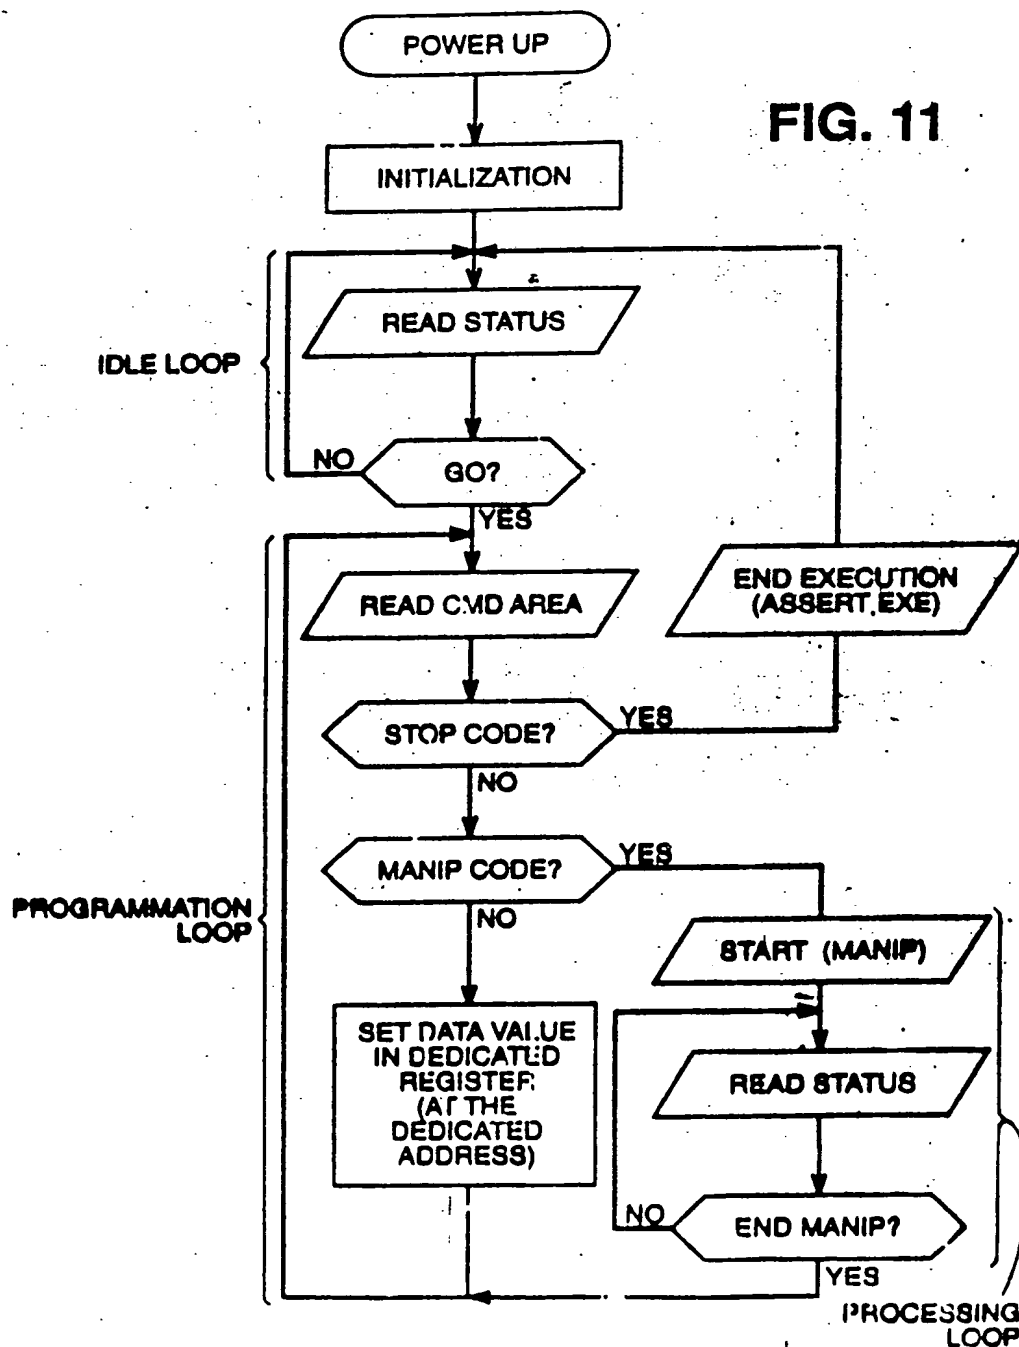 POWER UP
FIG. 11
INITIALIZATION
READ STATUS
IDLE LOOP
NO
GO?
YES
READ CMD AREA
END EXECUTION
(ASSERT.EXE)
STOP CODE?
YES
NO
MANIP CODE?
YES
NO
PROGRAMMATION
LOOP
START (MANIP)
SET DATA VALUE
IN DEDICATED
REGISTER
(AT THE
DEDICATED
ADDRESS)
READ STATUS
NO
END MANIP?
YES
PROCESSING
LOOP